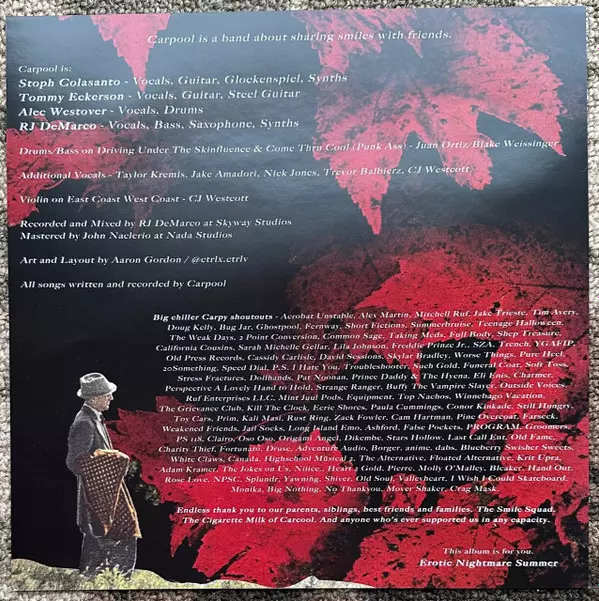 Carpool is a band about sharing smiles with friends.
Carpool is:
Stoph Colasanto - Vocals, Guitar, Glockenspiel, Synths
Tommy Eckerson - Vocals, Guitar, Steel Guitar
Alec Westover - Vocals, Drums
RJ DeMarco - Vocals, Bass, Saxophone, Synths
Drums/Bass on Driving Under The Skinfluence & Come Thru Cool (Punk Ass) - Juan Ortiz/Blake Weissinger
Additional Vocals - Taylor Kremis, Jake Amadori, Nick Jones, Trevor Balbierz, CJ Westcott
Violin on East Coast West Coast - CJ Westcott
Recorded and Mixed by RJ DeMarco at Skyway Studios
Mastered by John Naclerio at Nada Studios
Art and Layout by Aaron Gordon / @ctrlx.ctrlv
All songs written and recorded by Carpool
Big chiller Carpy shoutouts - Acrobat Unstable, Alex Martin, Mitchell Ruf, Jake Trieste, Tim Avery,
Doug Kelly, Bug Jar, Ghostpool, Fernway, Short Fictions, Summerbruise, Teenage Halloween,
The Weak Days, 2 Point Conversion, Common Sage, Taking Meds, Full Body, Shep Treasure,
California Cousins, Sarah Michelle Gellar, Lila Johnson, Freddie Prinze Jr., SZA, Trench, YGAFIP,
Old Press Records, Cassidy Carlisle, David Sessions, Skylar Bradley, Worse Things, Pure Hell,
20Something, Speed Dial, P.S. I Hate You, Troubleshooter, Such Gold, Funeral Coat, Soft Toss,
Stress Fractures, Dollhands, Pat Noonan, Prince Daddy & The Hyena, Eli Enis, Charmer,
Perspective A Lovely Hand to Hold, Strange Ranger, Buffy The Vampire Slayer, Outside Voices,
Ruf Enterprises LLC, Mint Juul Pods, Equipment, Top Nachos, Winnebago Vacation,
The Grievance Club, Kill The Clock, Eerie Shores, Paula Cummings, Conor Kinkade, Still Hungry,
Toy Cars, Prim, Kali Masi, Rust Ring, Zack Fowler, Cam Hartman, Pine Overcoat, Farseek,
Weakened Friends, Jail Socks, Long Island Emo, Ashford, False Pockets, PROGRAM, Groomers,
PS 118, Clairo, Oso Oso, Origami Angel, Dikembe, Stars Hollow, Last Call Ent, Old Fame,
Charity Thief, Fortunato, Druse, Adventure Audio, Borger, anime, dabs, Blueberry Swisher Sweets,
White Claws, Canada, Highschool Musical 2, The Alternative, Floated Alternative, Kris Upra,
Adam Kramer, The Jokes on Us, Niiice., Heart 2 Gold, Pierre, Molly O'Malley, Bleaker, Hand Out,
Rose Love, NPSC, Splundr, Yawning, Shiver, Old Soul, Valleyheart, I Wish I Could Skateboard,
Monika, Big Nothing, No Thankyou, Mover Shaker, Crag Mask.
Endless thank you to our parents, siblings, best friends and families. The Smile Squad.
The Cigarette Milk of Carcool. And anyone who's ever supported us in any capacity.
This album is for you.
Erotic Nightmare Summer